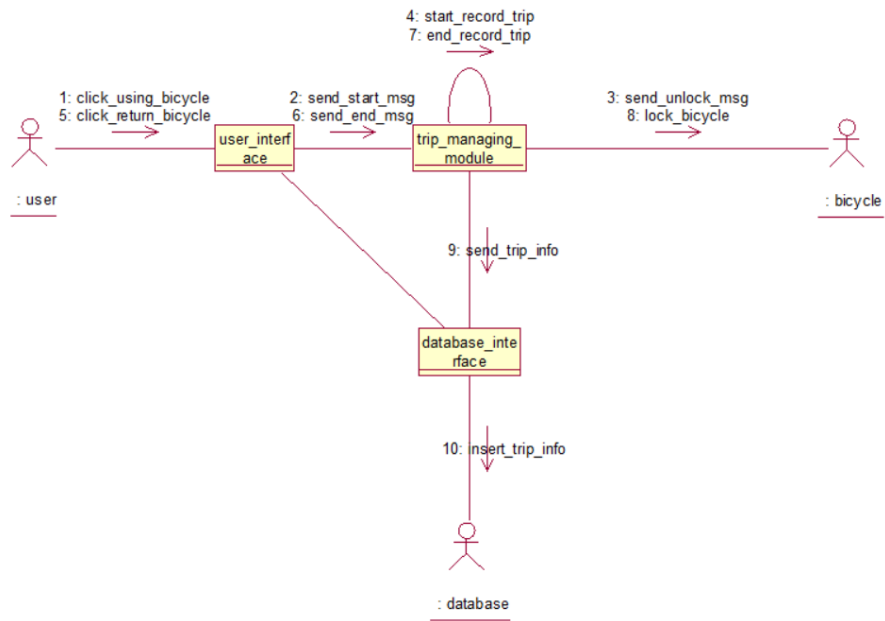 4: start_record_trip
7: end_record_trip
1: click_using_bicycle
5: click_return_bicycle
2: send_start_msg
6: send_end_msg
3: send_unlock_msg
8: lock_bicycle
user_interf
ace
trip_managing_
module
: user
: bicycle
9: send_trip_info
database_inte
rface
10: insert_trip_info
: database